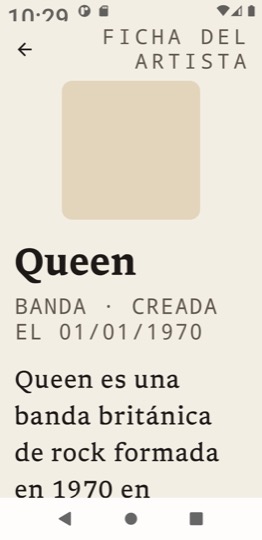 10:29
FICHA DEL
ARTISTA
Queen
BANDA · CREADA
EL 01/01/1970
Queen es una
banda británica
de rock formada
en 1970 en